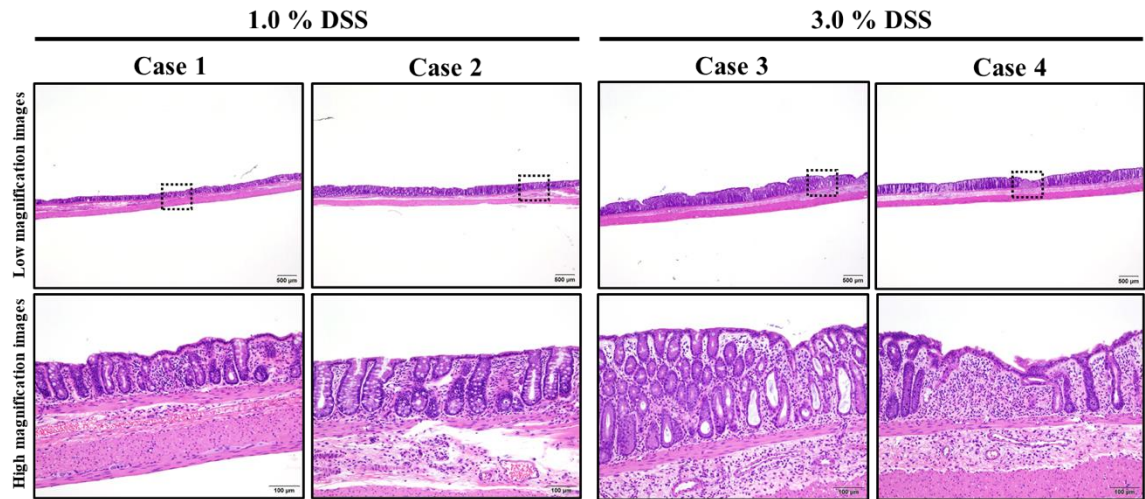 1.0 % DSS
3.0 % DSS
Case 1
Case 2
Case 3
Case 4
Low magnification images
500 μm
500 μm
500 μm
500 μm
High magnification images
100 μm
100 μm
100 μm
100 μm